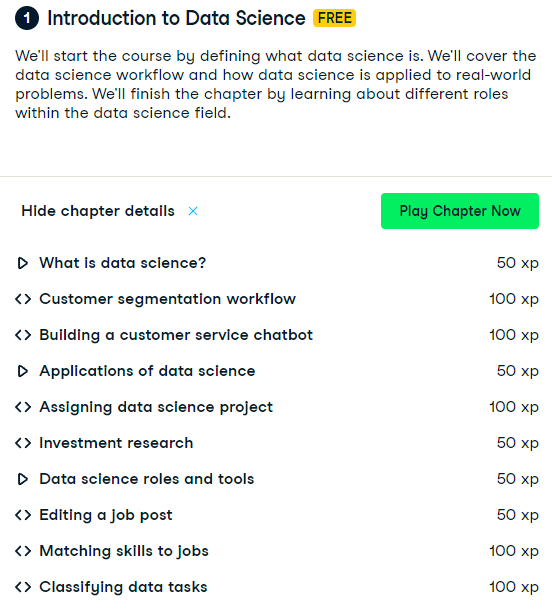 1 Introduction to Data Science FREE
We'll start the course by defining what data science is. We'll cover the
data science workflow and how data science is applied to real-world
problems. We'll finish the chapter by learning about different roles
within the data science field.
Hide chapter details
Play Chapter Now
What is data science? 50 xp
Customer segmentation workflow 100 xp
Building a customer service chatbot 100 xp
Applications of data science 50 xp
Assigning data science project 100 xp
Investment research 50 xp
Data science roles and tools 50 xp
Editing a job post 50 xp
Matching skills to jobs 100 xp
Classifying data tasks 100 xp